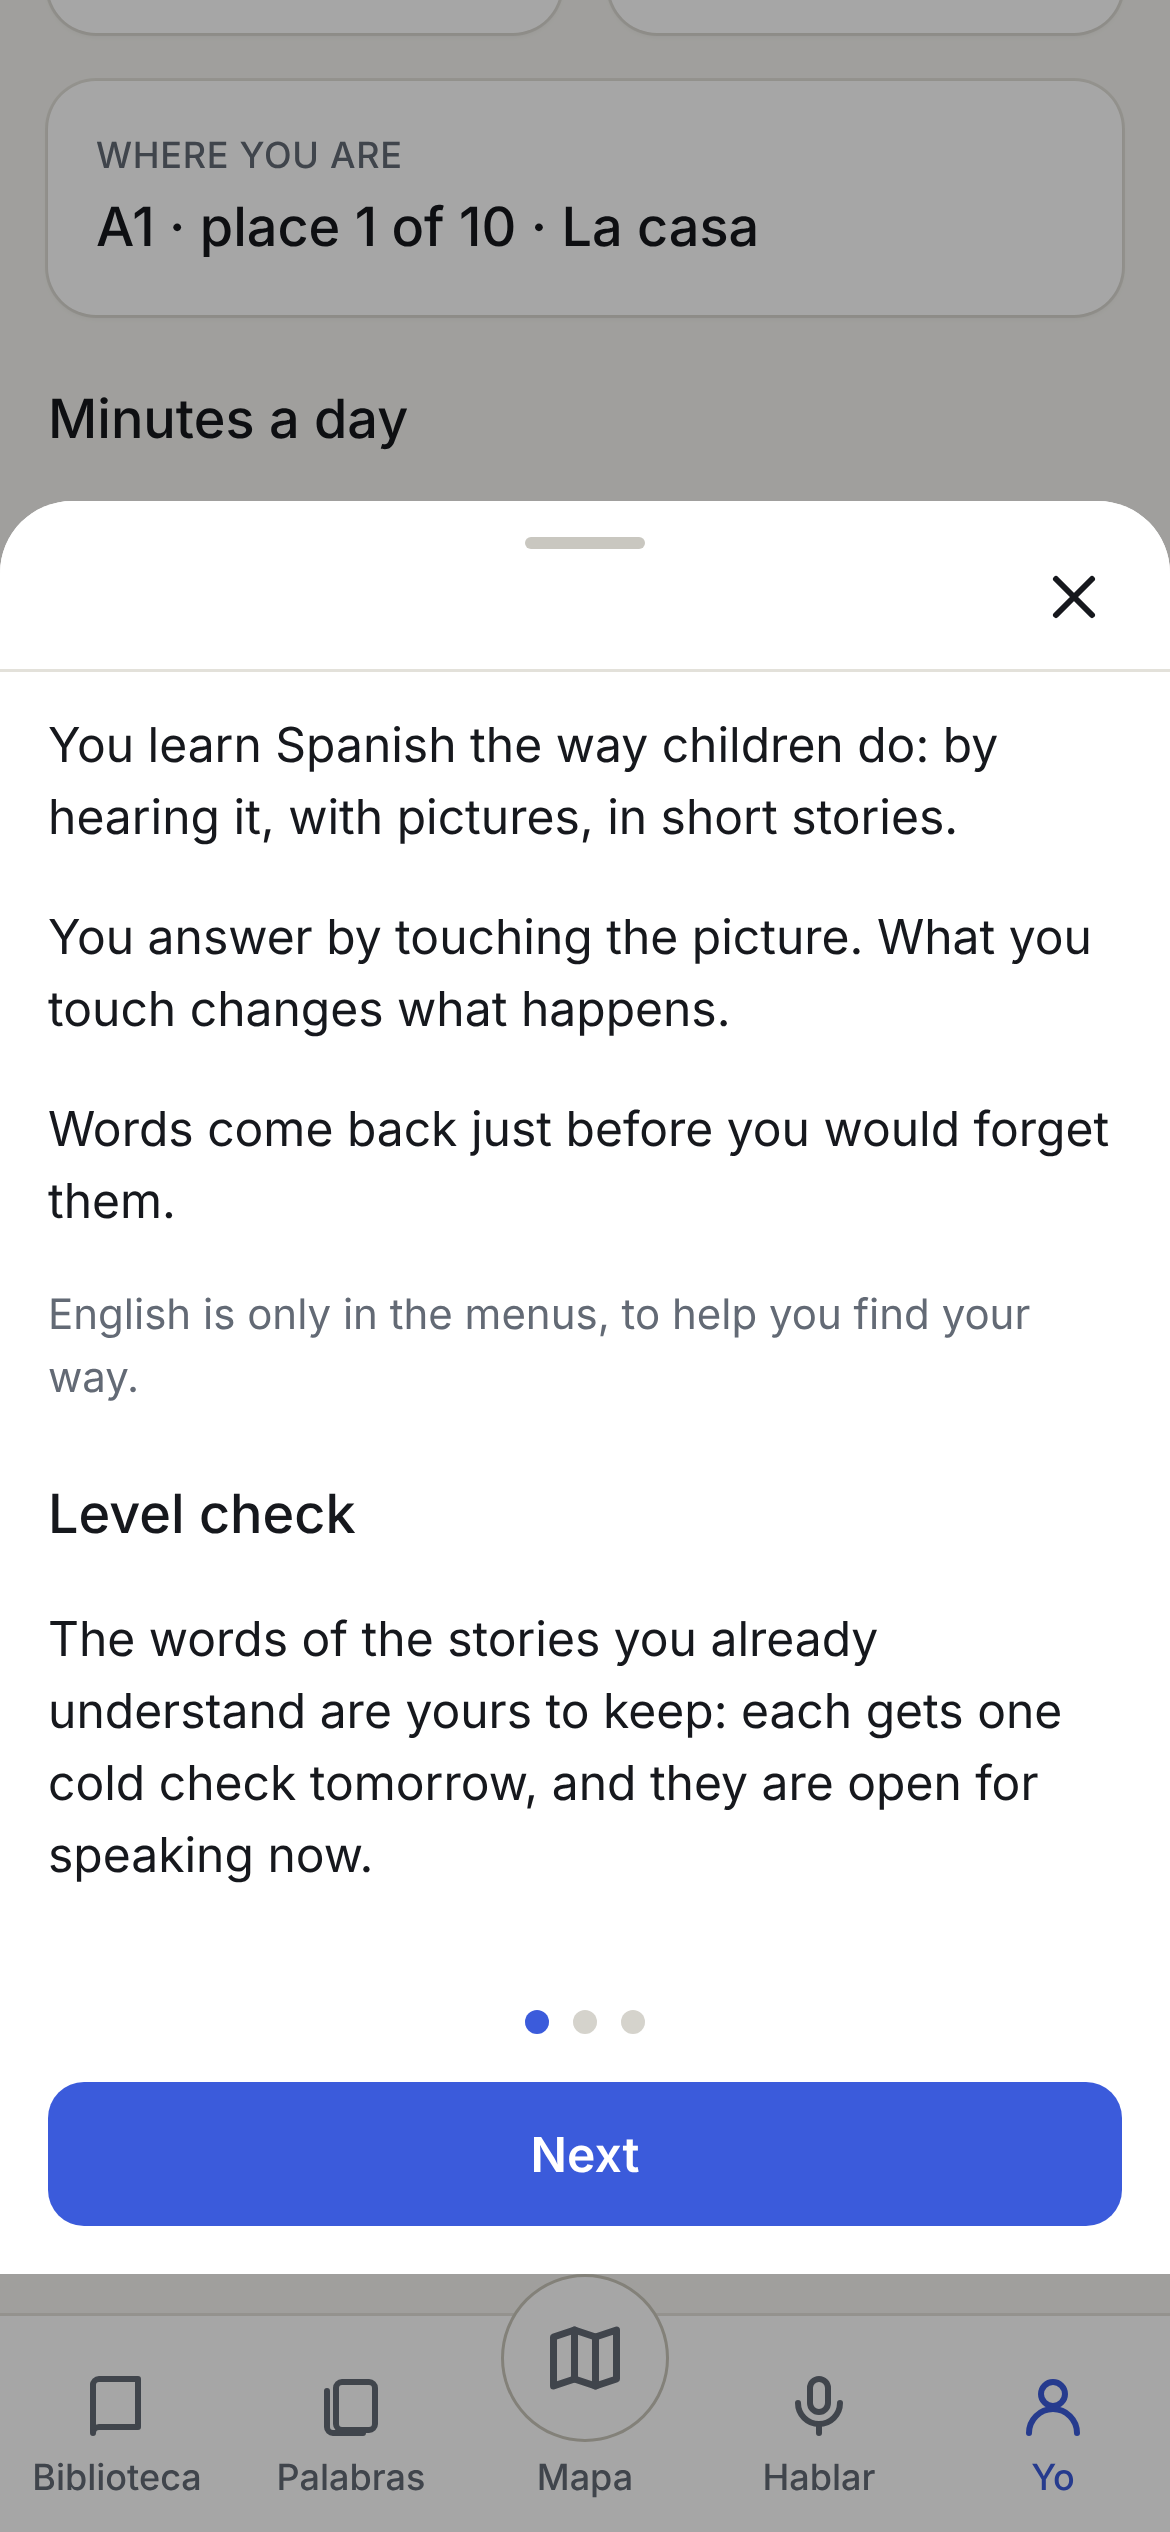 WHERE YOU ARE
A1 · place 1 of 10 · La casa
Minutes a day
You learn Spanish the way children do: by
hearing it, with pictures, in short stories.
You answer by touching the picture. What you
touch changes what happens.
Words come back just before you would forget
them.
English is only in the menus, to help you find your
way.
Level check
The words of the stories you already
understand are yours to keep: each gets one
cold check tomorrow, and they are open for
speaking now.
Next
Biblioteca
Palabras
Mapa
Hablar
Yo